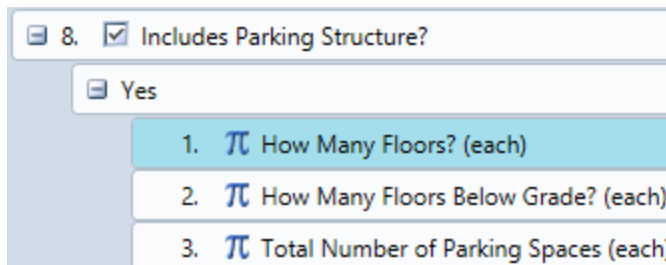 8. Includes Parking Structure?
Yes
1. π How Many Floors? (each)
2. π How Many Floors Below Grade? (each)
3. π Total Number of Parking Spaces (each)